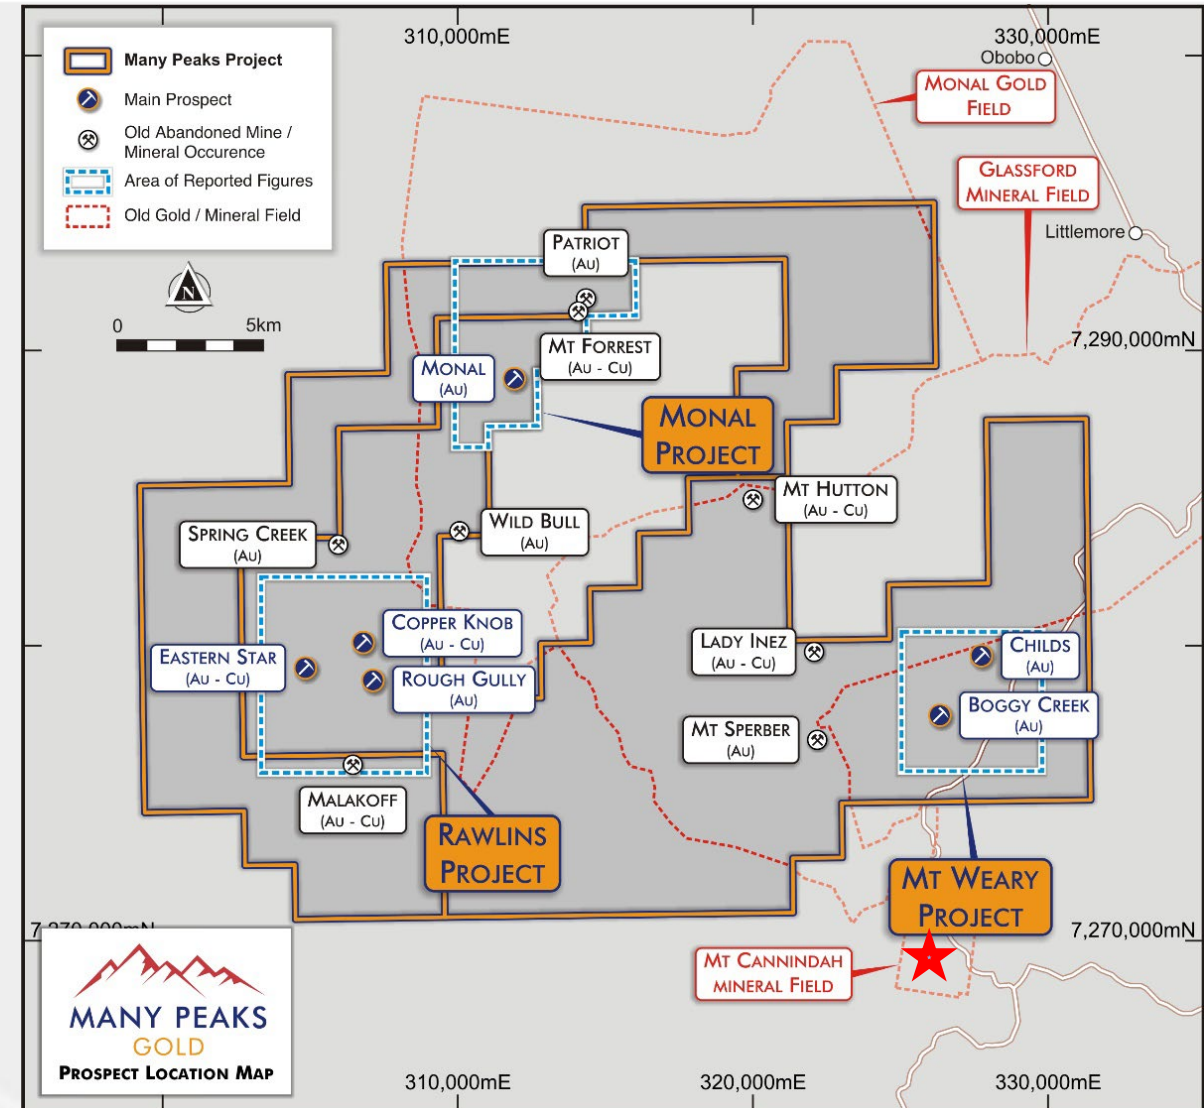 310,000mE
330,000mE
Many Peaks Project
Main Prospect
Old Abandoned Mine /
Mineral Occurence
Area of Reported Figures
Old Gold / Mineral Field
Obobo
MONAL GOLD
FIELD
GLASSFORD
MINERAL FIELD
Littlemore
N
0
5km
PATRIOT
(AU)
7,290,000mN
MT FORREST
(AU - CU)
MONAL
(AU)
MONAL
PROJECT
MT HUTTON
(AU - CU)
WILD BULL
(AU)
SPRING CREEK
(AU)
COPPER KNOB
(AU - CU)
EASTERN STAR
(AU - CU)
ROUGH GULLY
(AU)
LADY INEZ
(AU - CU)
CHILDS
(AU)
BOGGY CREEK
(AU)
MT SPERBER
(AU)
MALAKOFF
(AU - CU)
RAWLINS
PROJECT
MT WEARY
PROJECT
7,270,000mN
7,270,000mN
MT CANNINDAH
MINERAL FIELD
MANY PEAKS
GOLD
PROSPECT LOCATION MAP
310,000mE
320,000mE
330,000mE